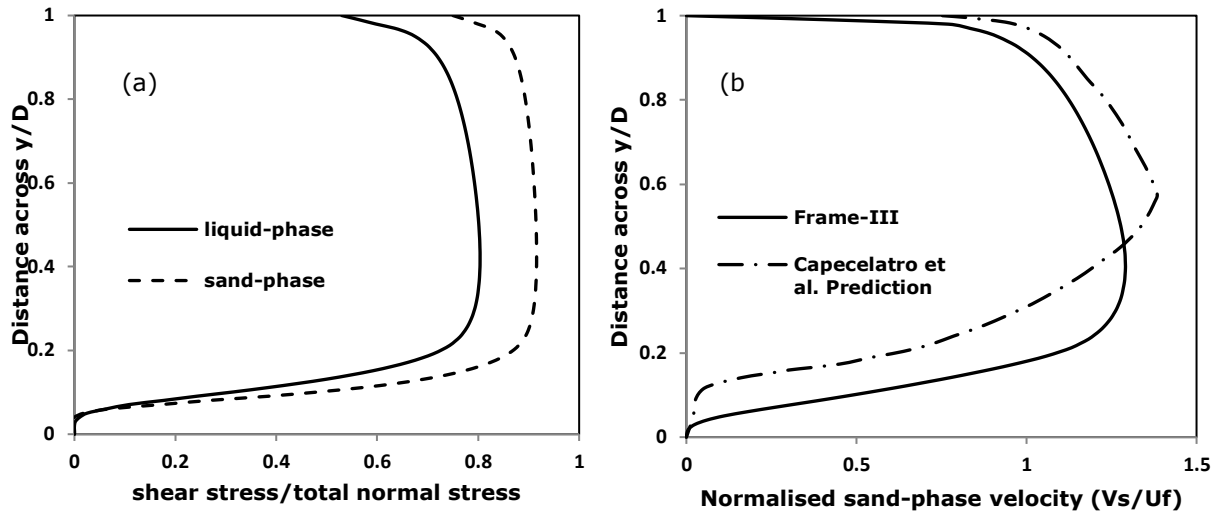 (a)
Distance across y/D
1
0.8
0.6
0.4
0.2
0
liquid-phase
sand-phase
0
0.2
0.4
0.6
0.8
1
shear stress/total normal stress
(b)
Distance across y/D
1
0.8
0.6
0.4
0.2
0
Frame-III
Capecelatro et
al. Prediction
0
0.5
1
1.5
Normalised sand-phase velocity (Vs/Uf)